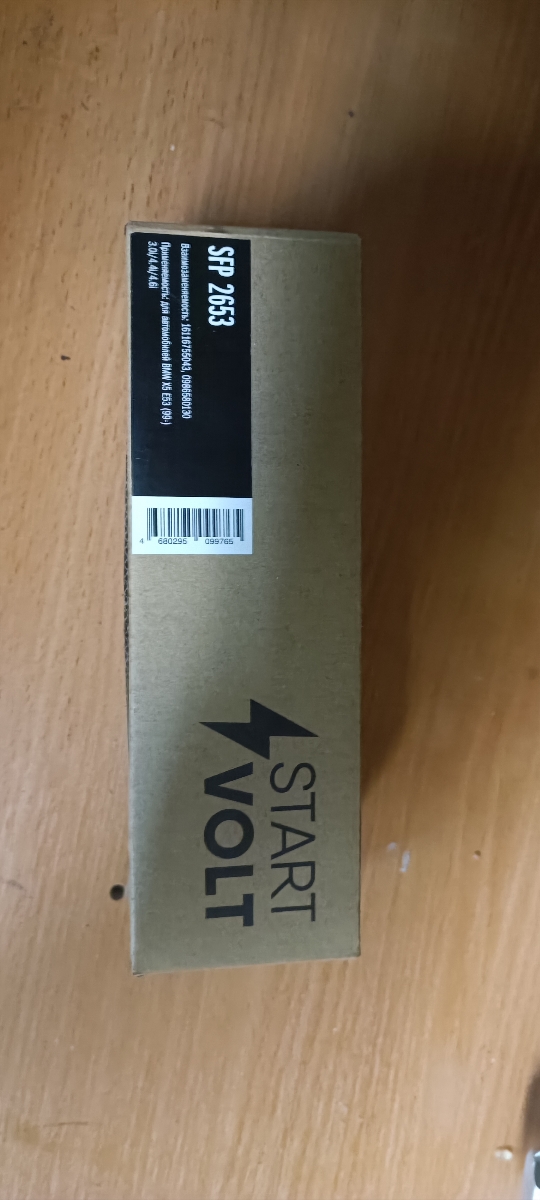 SFP 2653
Взаимозаменяемость: 16116755043, 0986580130
Применяемость: для автомобилей BMW X5 E53 (99-)
3.0i/4.4i/4.6i
4 680295 099765
START
VOLT